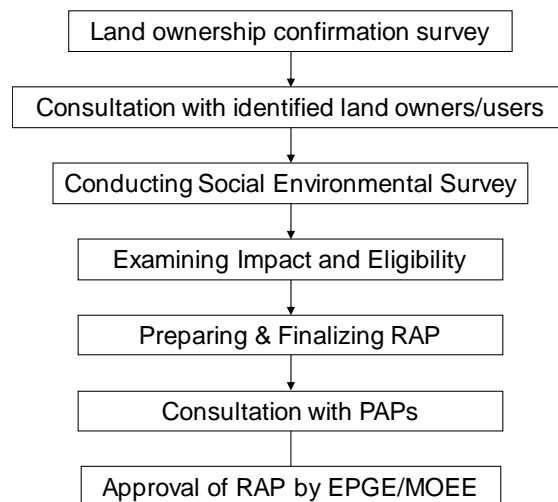 Land ownership confirmation survey
Consultation with identified land owners/users
Conducting Social Environmental Survey
Examining Impact and Eligibility
Preparing & Finalizing RAP
Consultation with PAPs
Approval of RAP by EPGE/MOEE